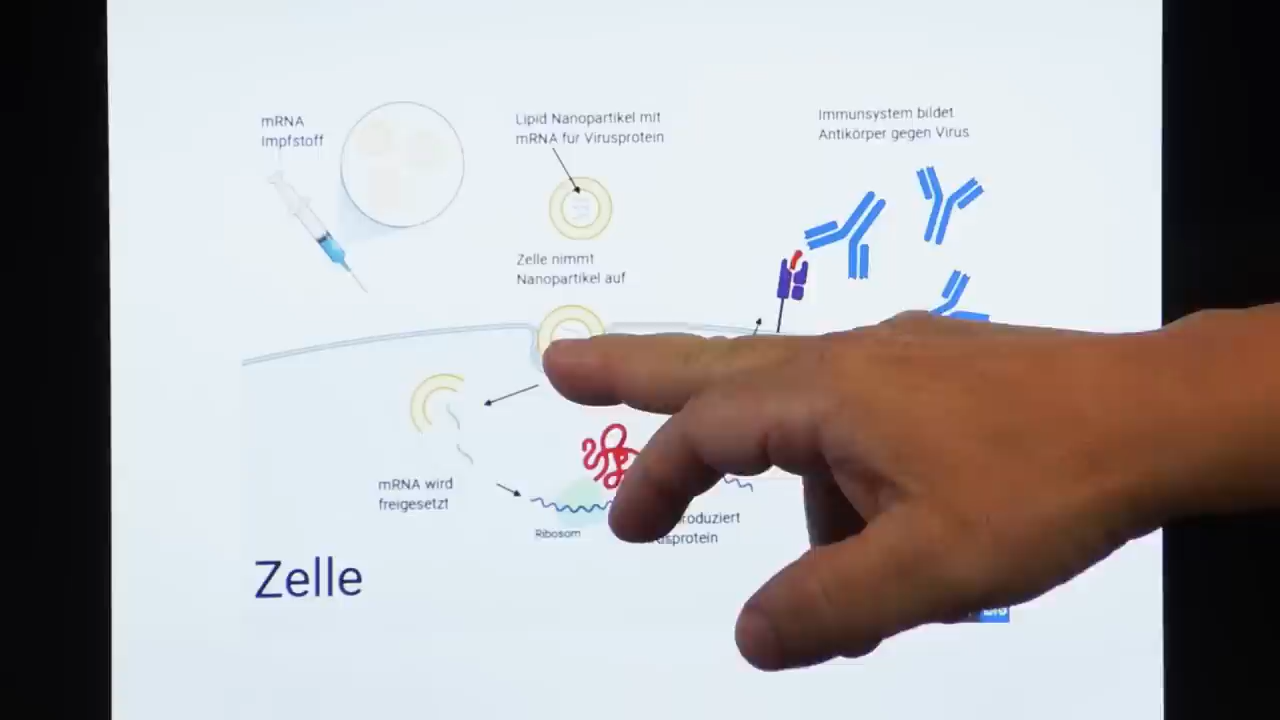 mRNA
Impfstoff
Lipid Nanopartikel mit
mRNA für Virusprotein
Immunsystem bildet
Antikörper gegen Virus
Zelle nimmt
Nanopartikel auf
mRNA wird
freigesetzt
Ribosom
Zelle